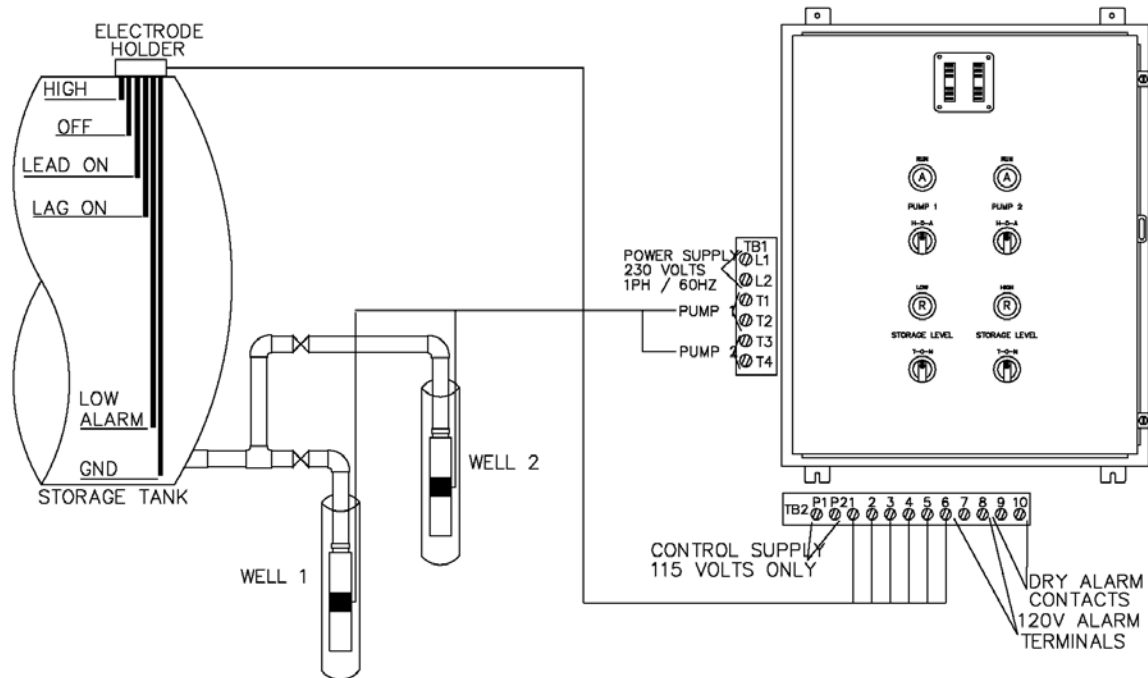 ELECTRODE
HOLDER
HIGH
OFF
LEAD ON
LAG ON
LOW
ALARM
GND
STORAGE TANK
WELL 1
WELL 2
POWER SUPPLY
230 VOLTS
1PH / 60HZ
PUMP 1
PUMP 2
TB1
L1
L2
T1
T2
T3
T4
RUN
RUN
A
A
PUMP 1
PUMP 2
H-O-A
H-O-A
LOW
HIGH
R
R
STORAGE LEVEL
STORAGE LEVEL
T-O-N
T-O-N
TB2 P1 P2 1 2 3 4 5 6 7 8 9 10
CONTROL SUPPLY
115 VOLTS ONLY
DRY ALARM
CONTACTS
120V ALARM
TERMINALS